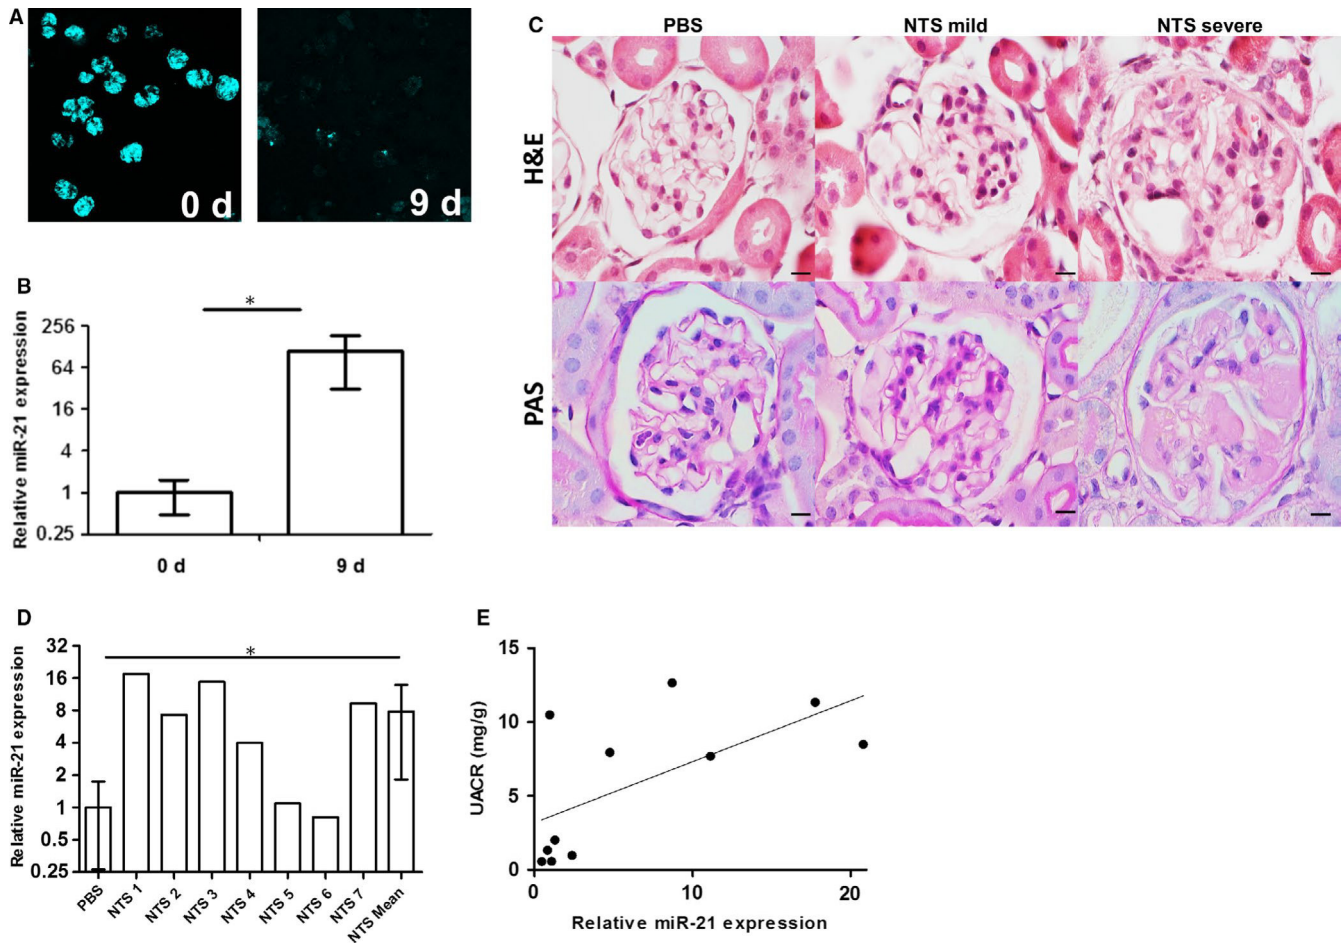 A
0 d
9 d
B
Relative miR-21 expression
*
256
64
16
4
1
0.25
0 d
9 d
C
PBS
NTS mild
NTS severe
H&E
PAS
D
Relative miR-21 expression
*
32
16
8
4
2
1
0.5
0.25
PBS
NTS 1
NTS 2
NTS 3
NTS 4
NTS 5
NTS 6
NTS 7
NTS Mean
E
UACR (mg/g)
15
10
5
0
0
10
20
Relative miR-21 expression